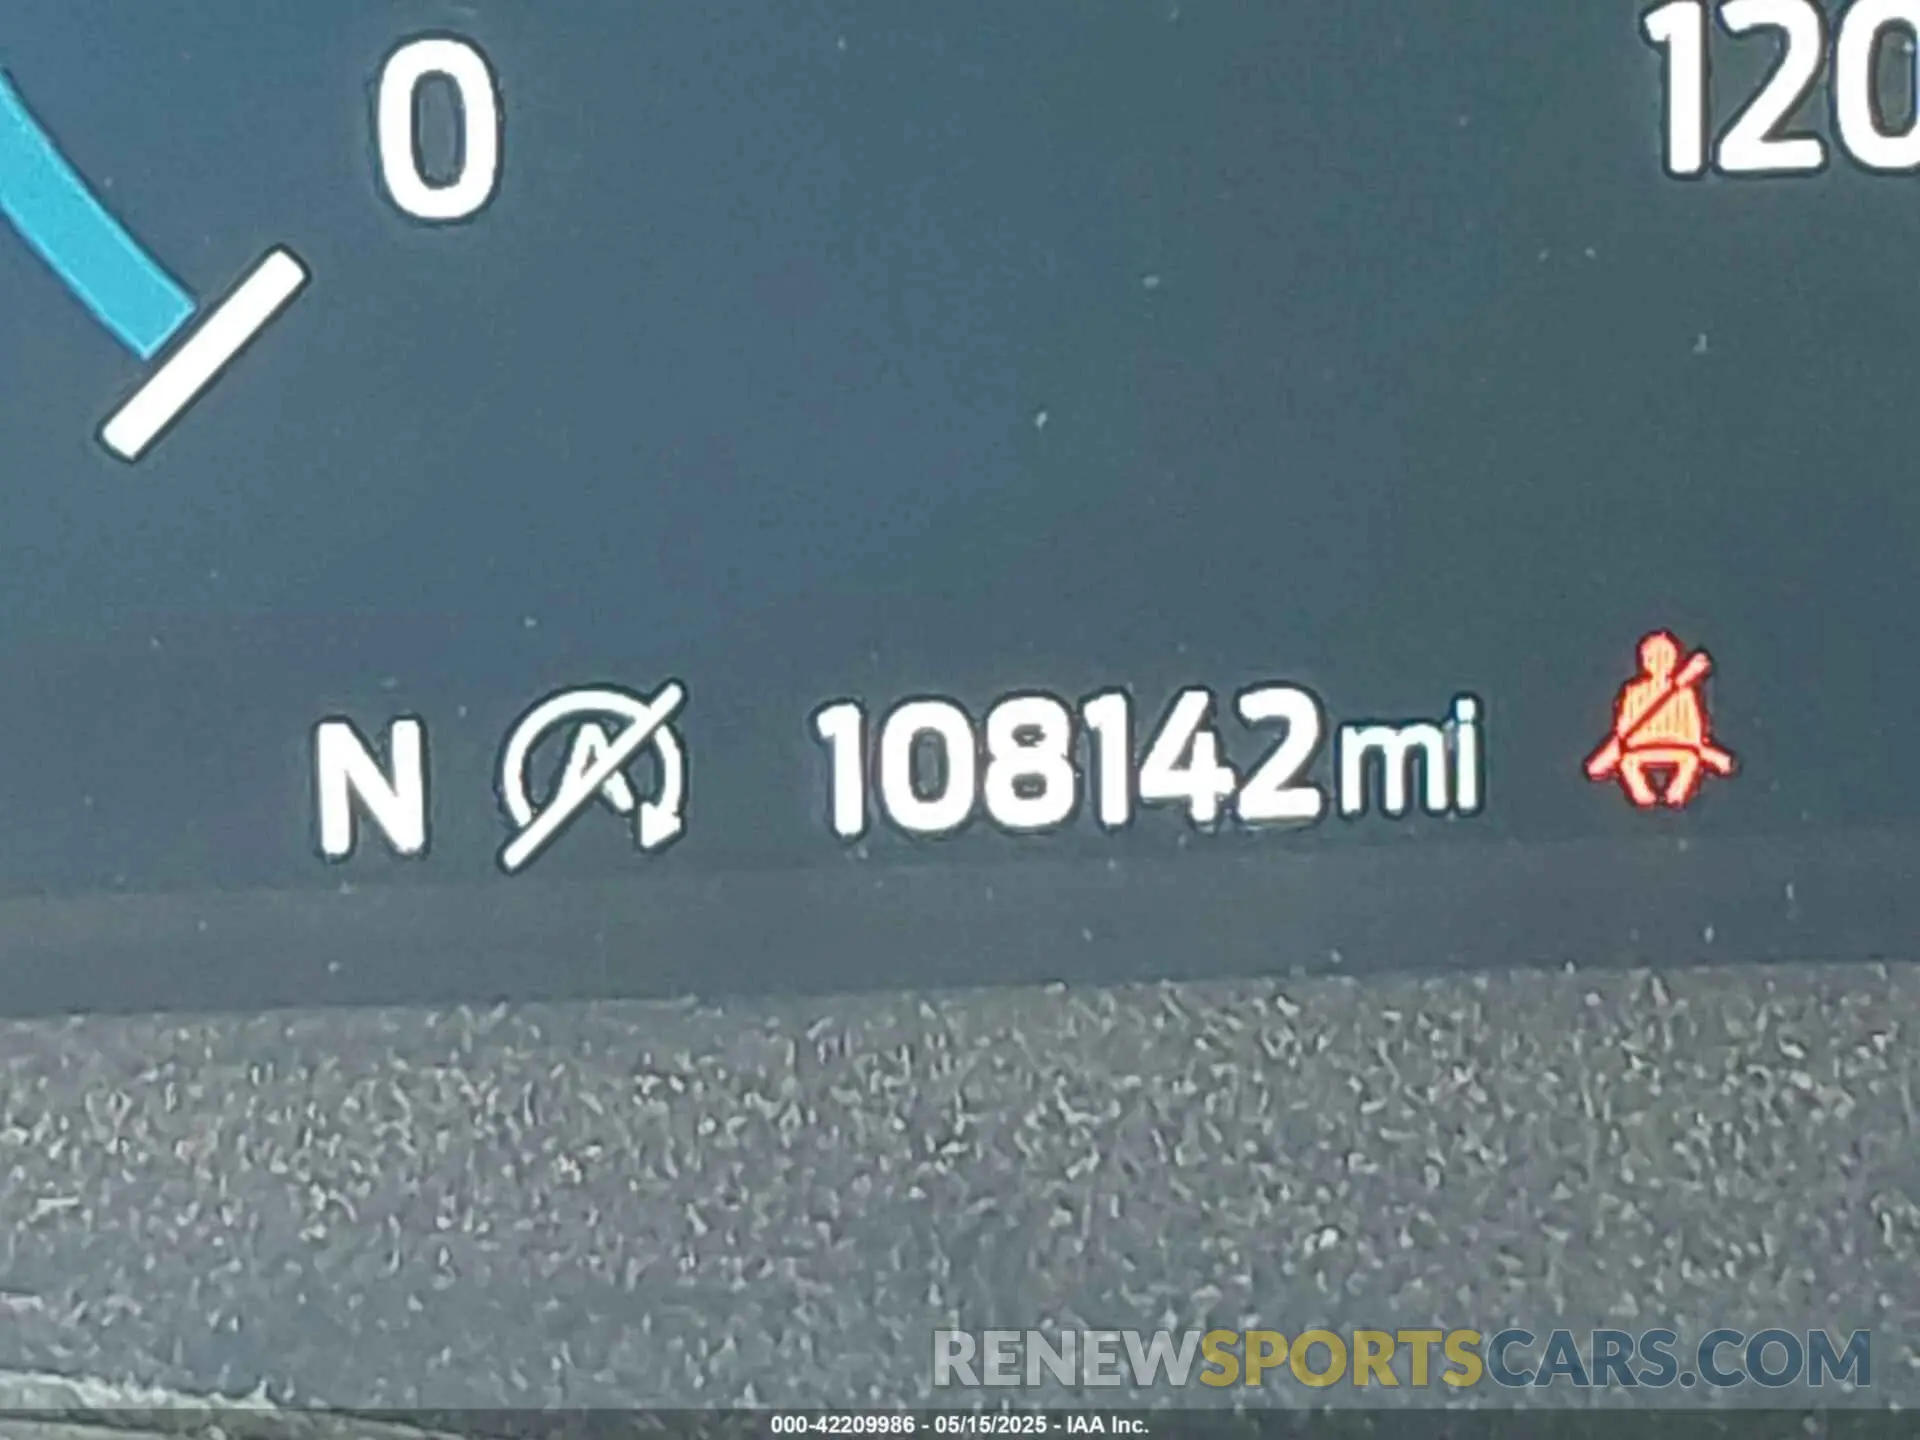 0
120
N A 108142mi
RENEWSPORTSCARS.COM
000-42209986 - 05/15/2025 - IAA Inc.